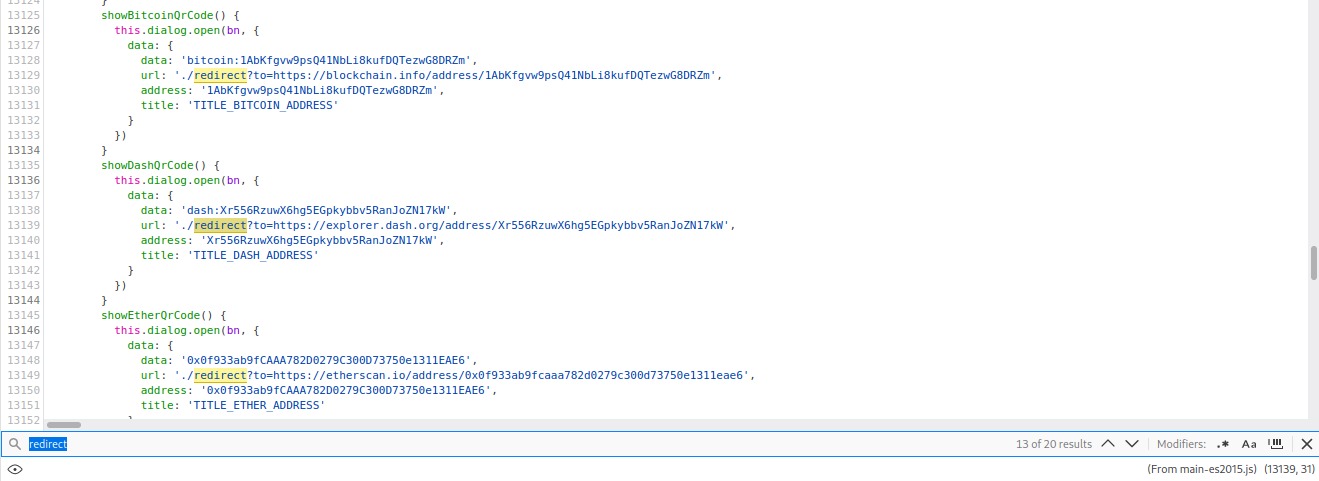 13124 }
13125 showBitcoinQrCode() {
13126 this.dialog.open(bn, {
13127 data: {
13128 data: 'bitcoin:1AbKfgvw9psQ41NbLi8kufDQTezwG8DRZm',
13129 url: './redirect?to=https://blockchain.info/address/1AbKfgvw9psQ41NbLi8kufDQTezwG8DRZm',
13130 address: '1AbKfgvw9psQ41NbLi8kufDQTezwG8DRZm',
13131 title: 'TITLE_BITCOIN_ADDRESS'
13132 }
13133 })
13134 }
13135 showDashQrCode() {
13136 this.dialog.open(bn, {
13137 data: {
13138 data: 'dash:Xr556RzuwX6hg5EGpkybbv5RanJoZN17kW',
13139 url: './redirect?to=https://explorer.dash.org/address/Xr556RzuwX6hg5EGpkybbv5RanJoZN17kW',
13140 address: 'Xr556RzuwX6hg5EGpkybbv5RanJoZN17kW',
13141 title: 'TITLE_DASH_ADDRESS'
13142 }
13143 })
13144 }
13145 showEtherQrCode() {
13146 this.dialog.open(bn, {
13147 data: {
13148 data: '0x0f933ab9fCAAA782D0279C300D73750e1311EAE6',
13149 url: './redirect?to=https://etherscan.io/address/0x0f933ab9fcaaa782d0279c300d73750e1311eae6',
13150 address: '0x0f933ab9fCAAA782D0279C300D73750e1311EAE6',
13151 title: 'TITLE_ETHER_ADDRESS'
13152 }
redirect 13 of 20 results Modifiers: .* Aa
(From main-es2015.js) (13139, 31)